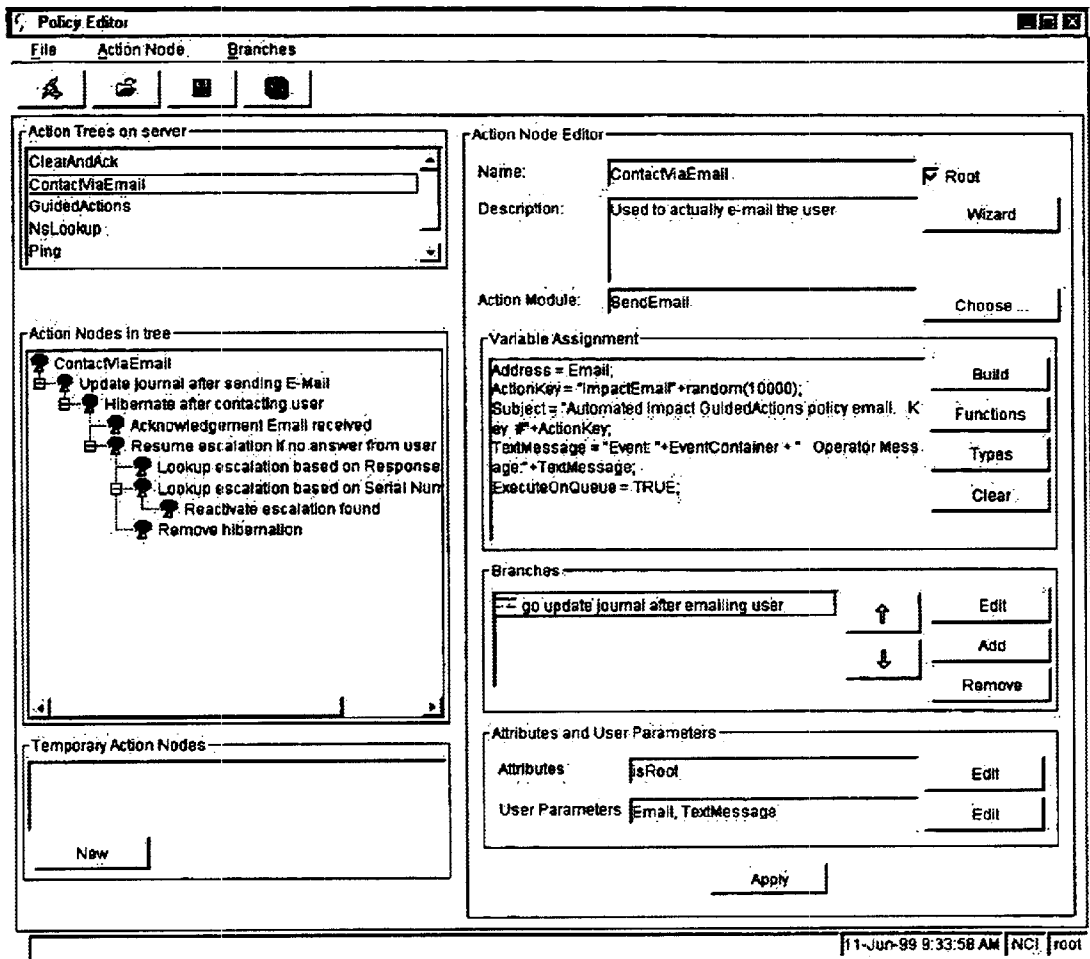 Policy Editor
File Action Node Branches
Action Trees on server
ClearAndAck
ContactViaEmail
GuidedActions
NsLookup
Ping
Action Nodes in tree
ContactViaEmail
Update journal after sending E-Mail
Hibernate after contacting user
Acknowledgement Email received
Resume escalation if no answer from user
Lookup escalation based on Response
Lookup escalation based on Serial Num
Reactivate escalation found
Remove hibernation
Temporary Action Nodes
New
Action Node Editor
Name: ContactViaEmail Root
Description: Used to actually e-mail the user Wizard
Action Module: SendEmail Choose ...
Variable Assignment
Address = Email;
ActionKey = "ImpactEmail"+random(10000);
Subject = "Automated Impact GuidedActions policy email. K
ey #"+ActionKey;
TextMessage = "Event: "+EventContainer + " Operator Mess
age:"+TextMessage;
ExecuteOnQueue = TRUE;
Build
Functions
Types
Clear
Branches
go update journal after emailing user
Edit
Add
Remove
Attributes and User Parameters
Attributes isRoot Edit
User Parameters Email, TextMessage Edit
Apply
11-Jun-99 9:33:58 AM NCI root